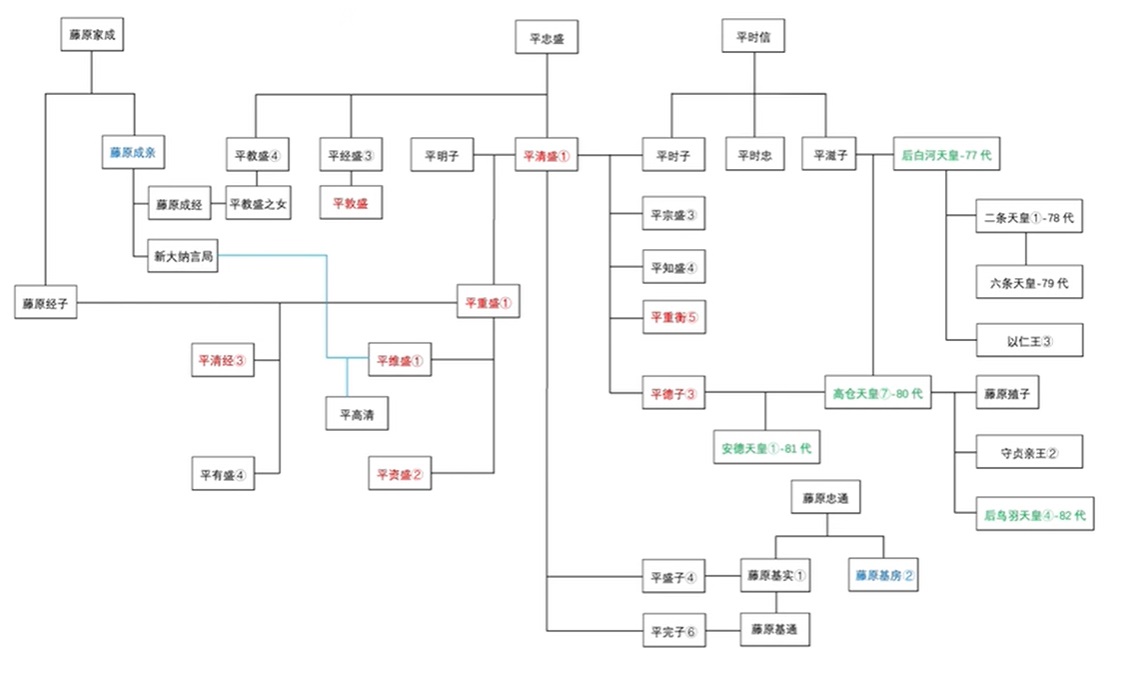 藤原家成
平忠盛
平时信
藤原成亲
平教盛④
平经盛③
平明子
平清盛①
平时子
平时忠
平滋子
后白河天皇-77 代
藤原成经
平教盛之女
平敦盛
平宗盛③
二条天皇①-78 代
新大纳言局
平知盛④
六条天皇-79 代
藤原经子
平重盛①
平重衡⑤
以仁王③
平清经③
平维盛①
平德子③
高仓天皇⑦-80 代
藤原殖子
平高清
安德天皇①-81 代
守贞亲王②
平有盛④
平资盛②
藤原忠通
后鸟羽天皇④-82 代
平盛子④
藤原基实①
藤原基房②
平完子⑥
藤原基通